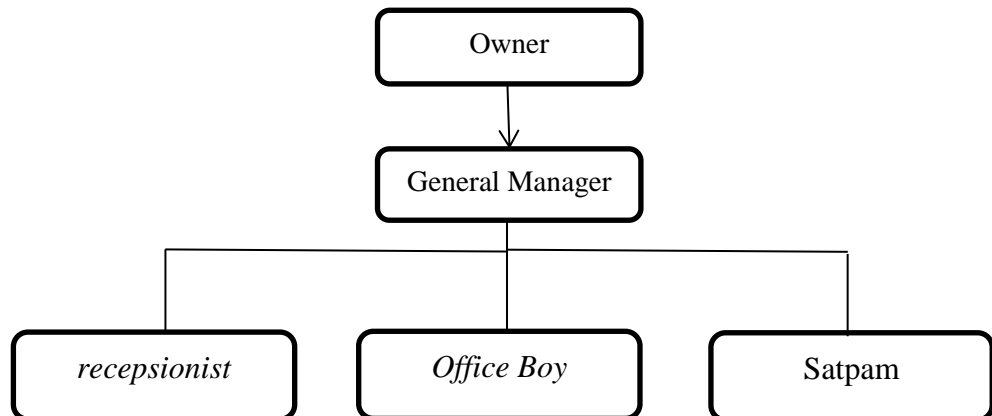 Owner
General Manager
recepsionist
Office Boy
Satpam